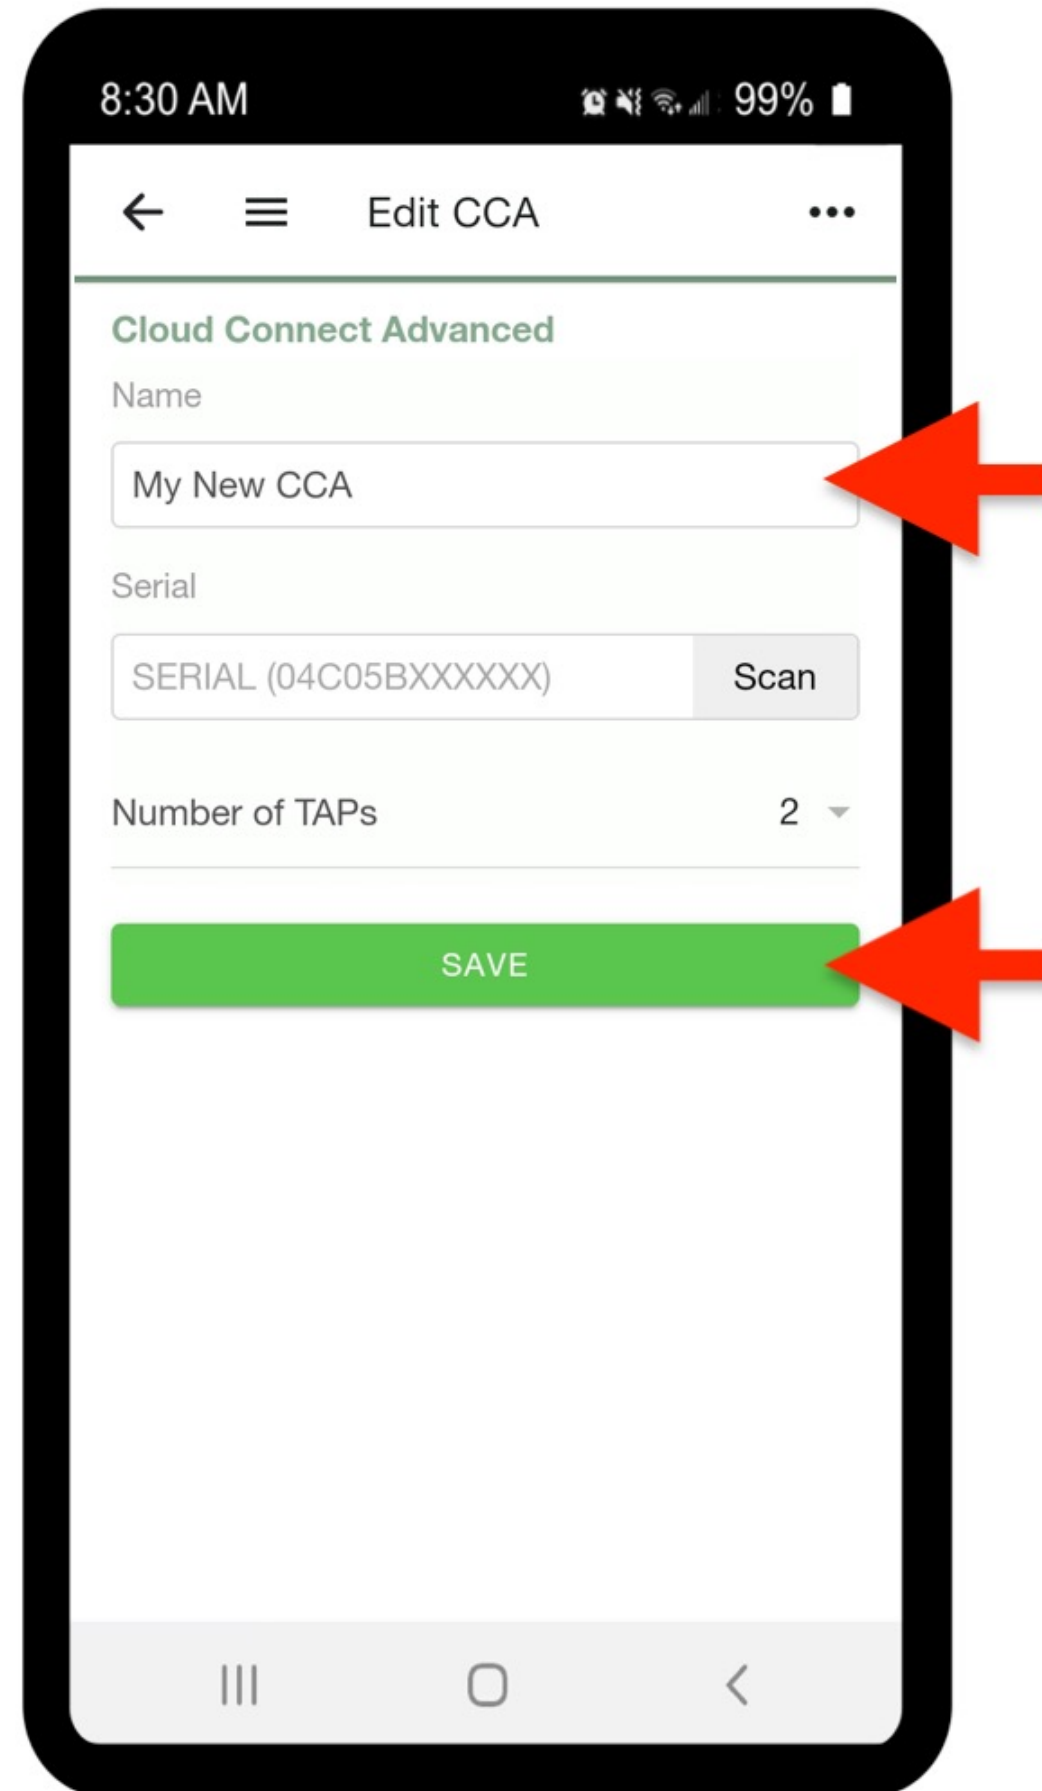 8:30 AM 99%
Edit CCA
Cloud Connect Advanced
Name
My New CCA
Serial
SERIAL (04C05BXXXXXX) Scan
Number of TAPs 2
SAVE